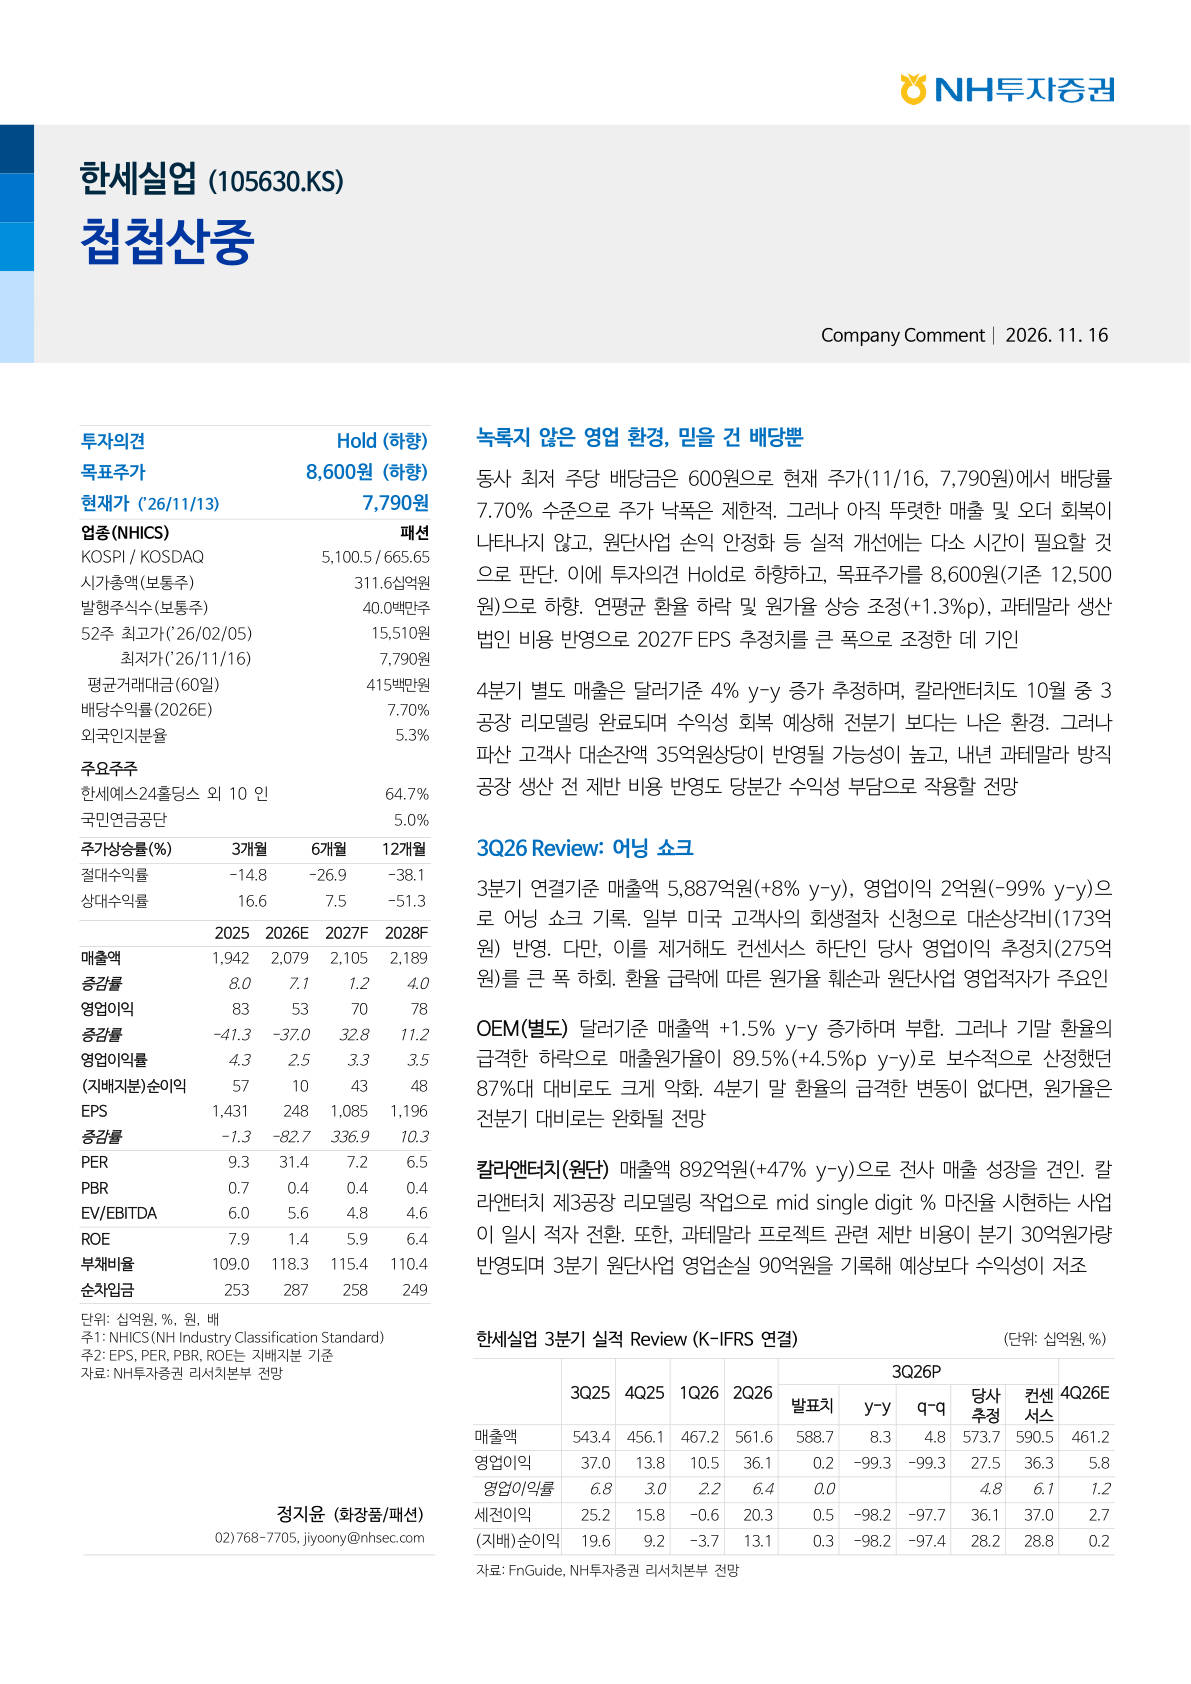 NH투자증권
한세실업 (105630.KS)
첩첩산중
Company Comment | 2026. 11. 16
투자의견 Hold (하향)
목표주가 8,600원 (하향)
현재가 ('26/11/13) 7,790원
업종(NHICS) 패션
KOSPI / KOSDAQ 5,100.5 / 665.65
시가총액(보통주) 311.6십억원
발행주식수(보통주) 40.0백만주
52주 최고가('26/02/05) 15,510원
최저가('26/11/16) 7,790원
평균거래대금(60일) 415백만원
배당수익률(2026E) 7.70%
외국인지분율 5.3%
주요주주
한세예스24홀딩스 외 10 인 64.7%
국민연금공단 5.0%
주가상승률(%) 3개월 6개월 12개월
절대수익률 -14.8 -26.9 -38.1
상대수익률 16.6 7.5 -51.3
2025 2026E 2027F 2028F
매출액 1,942 2,079 2,105 2,189
증감률 8.0 7.1 1.2 4.0
영업이익 83 53 70 78
증감률 -41.3 -37.0 32.8 11.2
영업이익률 4.3 2.5 3.3 3.5
(지배지분)순이익 57 10 43 48
EPS 1,431 248 1,085 1,196
증감률 -1.3 -82.7 336.9 10.3
PER 9.3 31.4 7.2 6.5
PBR 0.7 0.4 0.4 0.4
EV/EBITDA 6.0 5.6 4.8 4.6
ROE 7.9 1.4 5.9 6.4
부채비율 109.0 118.3 115.4 110.4
순차입금 253 287 258 249
단위: 십억원, %, 원, 배
주1: NHICS(NH Industry Classification Standard)
주2: EPS, PER, PBR, ROE는 지배지분 기준
자료: NH투자증권 리서치본부 전망
정지윤 (화장품/패션)
02)768-7705, jiyoony@nhsec.com
녹록지 않은 영업 환경, 믿을 건 배당뿐
동사 최저 주당 배당금은 600원으로 현재 주가(11/16, 7,790원)에서 배당률
7.70% 수준으로 주가 낙폭은 제한적. 그러나 아직 뚜렷한 매출 및 오더 회복이
나타나지 않고, 원단사업 손익 안정화 등 실적 개선에는 다소 시간이 필요할 것
으로 판단. 이에 투자의견 Hold로 하향하고, 목표주가를 8,600원(기존 12,500
원)으로 하향. 연평균 환율 하락 및 원가율 상승 조정(+1.3%p), 과테말라 생산
법인 비용 반영으로 2027F EPS 추정치를 큰 폭으로 조정한 데 기인
4분기 별도 매출은 달러기준 4% y-y 증가 추정하며, 칼라앤터치도 10월 중 3
공장 리모델링 완료되며 수익성 회복 예상해 전분기 보다는 나은 환경. 그러나
파산 고객사 대손잔액 35억원상당이 반영될 가능성이 높고, 내년 과테말라 방직
공장 생산 전 제반 비용 반영도 당분간 수익성 부담으로 작용할 전망
3Q26 Review: 어닝 쇼크
3분기 연결기준 매출액 5,887억원(+8% y-y), 영업이익 2억원(-99% y-y)으
로 어닝 쇼크 기록. 일부 미국 고객사의 회생절차 신청으로 대손상각비(173억
원) 반영. 다만, 이를 제거해도 컨센서스 하단인 당사 영업이익 추정치(275억
원)를 큰 폭 하회. 환율 급락에 따른 원가율 훼손과 원단사업 영업적자가 주요인
OEM(별도) 달러기준 매출액 +1.5% y-y 증가하며 부합. 그러나 기말 환율의
급격한 하락으로 매출원가율이 89.5%(+4.5%p y-y)로 보수적으로 산정했던
87%대 대비로도 크게 악화. 4분기 말 환율의 급격한 변동이 없다면, 원가율은
전분기 대비로는 완화될 전망
칼라앤터치(원단) 매출액 892억원(+47% y-y)으로 전사 매출 성장을 견인. 칼
라앤터치 제3공장 리모델링 작업으로 mid single digit % 마진율 시현하는 사업
이 일시 적자 전환. 또한, 과테말라 프로젝트 관련 제반 비용이 분기 30억원가량
반영되며 3분기 원단사업 영업손실 90억원을 기록해 예상보다 수익성이 저조
한세실업 3분기 실적 Review (K-IFRS 연결) (단위: 십억원, %)
3Q26P
3Q25 4Q25 1Q26 2Q26 발표치 y-y q-q 당사 추정 컨센 서스 4Q26E
매출액 543.4 456.1 467.2 561.6 588.7 8.3 4.8 573.7 590.5 461.2
영업이익 37.0 13.8 10.5 36.1 0.2 -99.3 -99.3 27.5 36.3 5.8
영업이익률 6.8 3.0 2.2 6.4 0.0 4.8 6.1 1.2
세전이익 25.2 15.8 -0.6 20.3 0.5 -98.2 -97.7 36.1 37.0 2.7
(지배)순이익 19.6 9.2 -3.7 13.1 0.3 -98.2 -97.4 28.2 28.8 0.2
자료: FnGuide, NH투자증권 리서치본부 전망